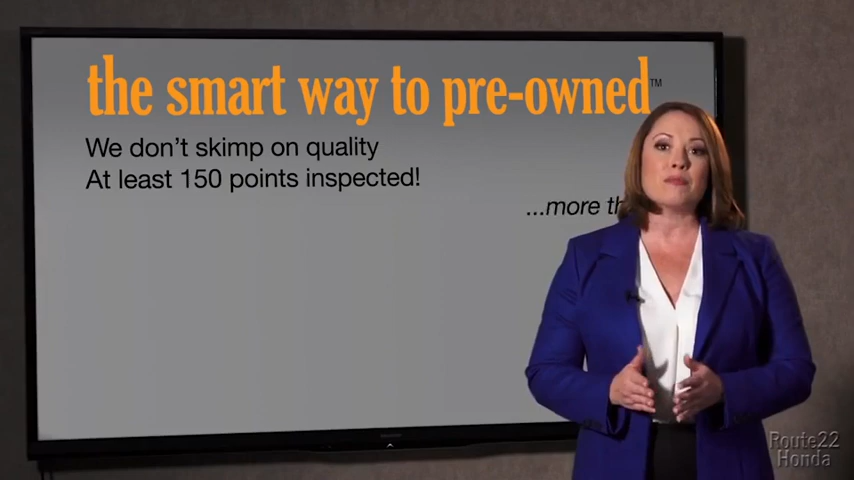 the smart way to pre-owned™
We don't skimp on quality
At least 150 points inspected!
...more
Route22
Honda